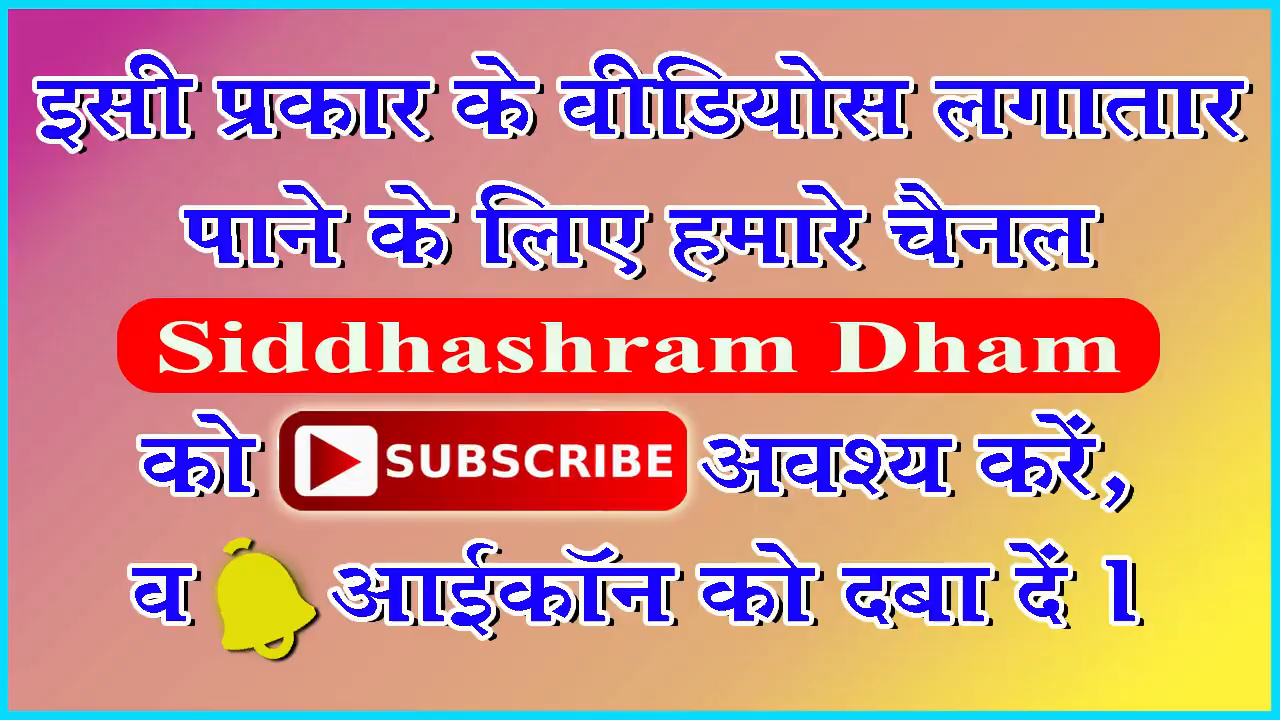 इसी प्रकार के वीडियोस लगातार
पाने के लिए हमारे चैनल
Siddhashram Dham
को SUBSCRIBE अवश्य करें,
व आईकॉन को दबा दें ।